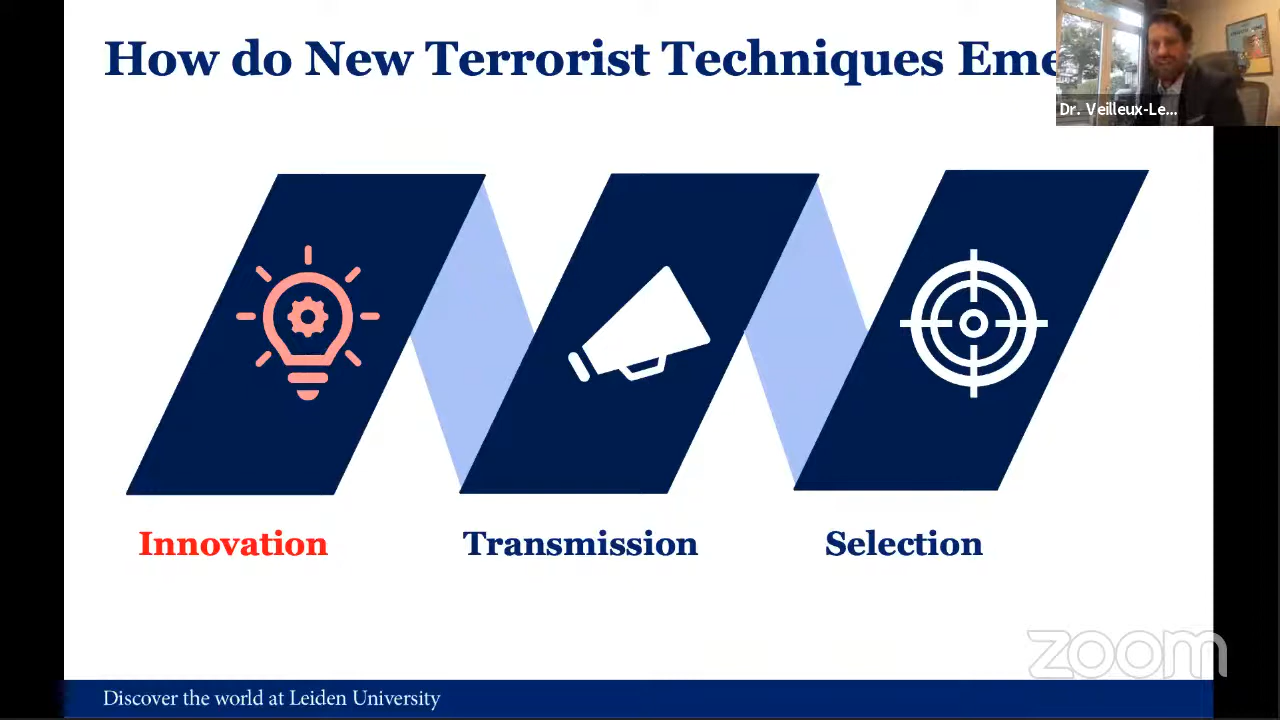 How do New Terrorist Techniques Eme
Dr. Veilleux-Le...
Innovation
Transmission
Selection
zoom
Discover the world at Leiden University